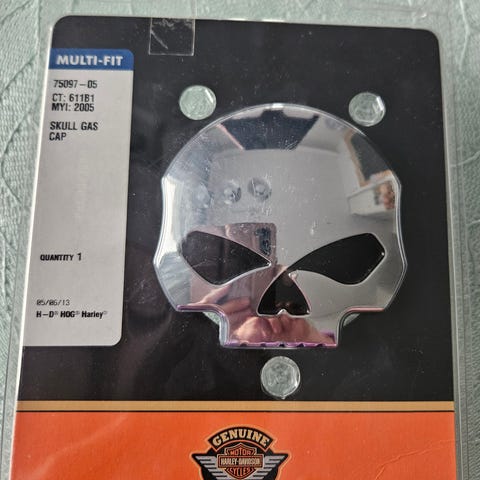 MULTI-FIT
75097-05
CT: 611B1
MYI: 2005
SKULL GAS
CAP
QUANTITY 1
05/06/13
H-D® HOG® Harley®
GENUINE
MOTOR
HARLEY-DAVIDSON
CYCLES